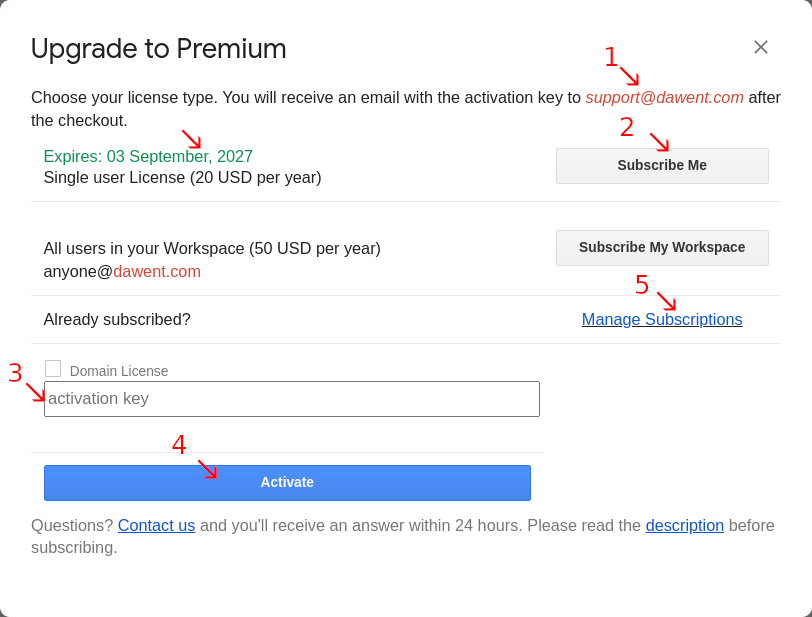 Upgrade to Premium
1
Choose your license type. You will receive an email with the activation key to support@dawent.com after
the checkout.
2
Expires: 03 September, 2027
Single user License (20 USD per year)
Subscribe Me
All users in your Workspace (50 USD per year)
anyone@dawent.com
Subscribe My Workspace
5
Already subscribed?
Manage Subscriptions
3
Domain License
activation key
4
Activate
Questions? Contact us and you'll receive an answer within 24 hours. Please read the description before
subscribing.